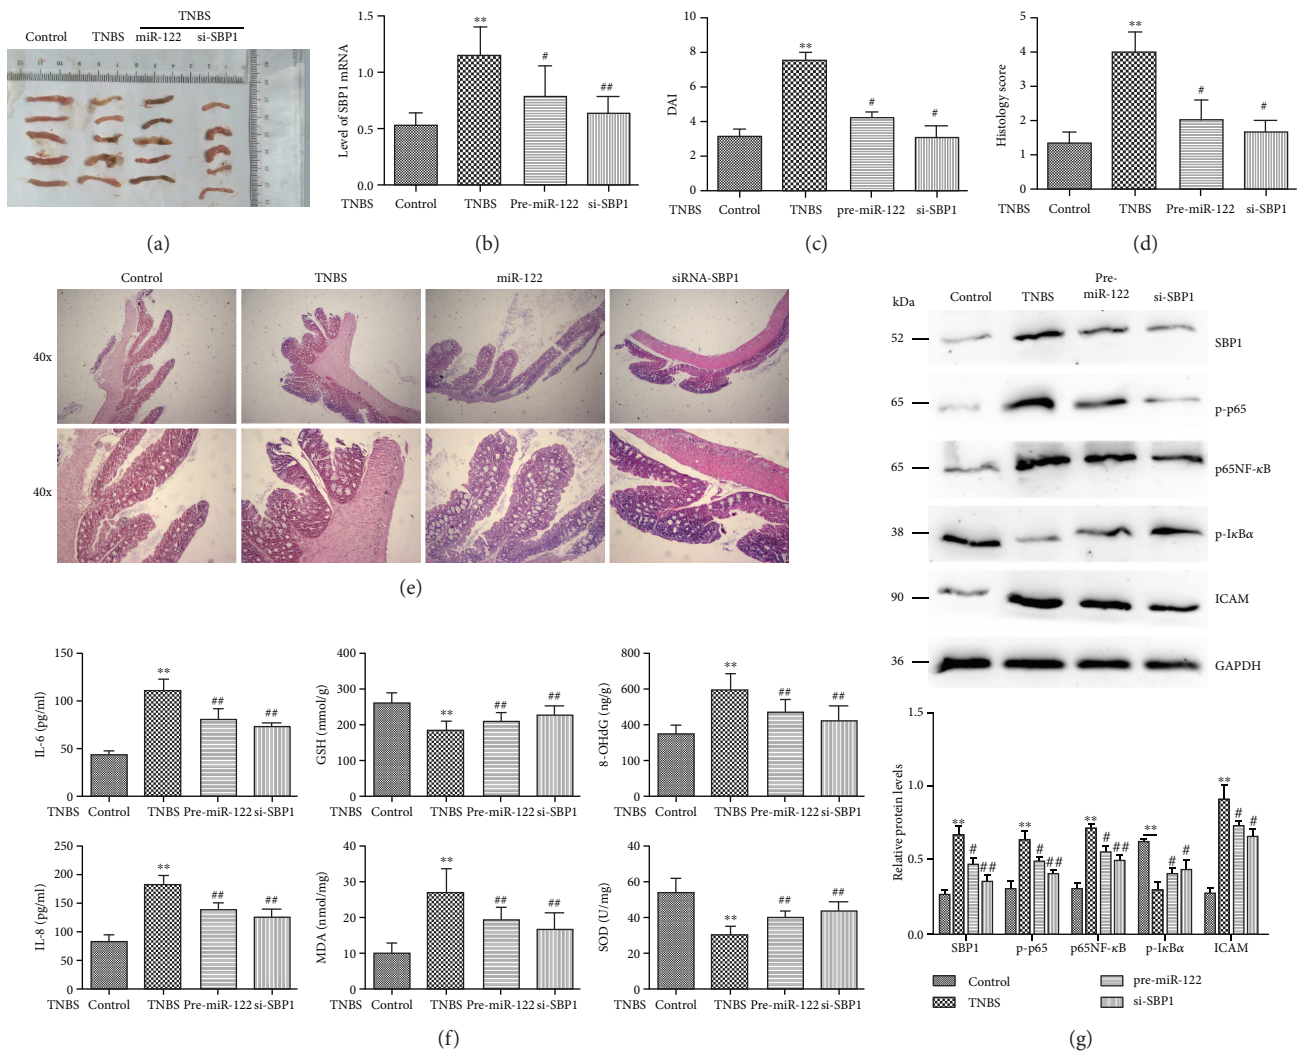 TNBS
Control TNBS miR-122 si-SBP1
(a)
Level of SBP1 mRNA
1.5
1.0
0.5
0.0
**
#
##
TNBS Control TNBS Pre-miR-122 si-SBP1
(b)
DAI
10
8
6
4
2
0
**
#
#
TNBS Control TNBS pre-miR-122 si-SBP1
(c)
Histology score
5
4
3
2
1
0
**
#
#
TNBS Control TNBS Pre-miR-122 si-SBP1
(d)
Control TNBS miR-122 siRNA-SBP1
40x
40x
(e)
IL-6 (pg/ml)
150
100
50
0
**
##
##
TNBS Control TNBS Pre-miR-122 si-SBP1
GSH (mmol/g)
400
300
200
100
0
**
##
##
TNBS Control TNBS Pre-miR-122 si-SBP1
8-OHdG (ng/g)
800
600
400
200
0
**
##
##
TNBS Control TNBS Pre-miR-122 si-SBP1
IL-8 (pg/ml)
250
200
150
100
50
0
**
##
##
TNBS Control TNBS Pre-miR-122 si-SBP1
MDA (nmol/mg)
40
30
20
10
0
**
##
##
TNBS Control TNBS Pre-miR-122 si-SBP1
SOD (U/mg)
80
60
40
20
0
**
##
##
TNBS Control TNBS Pre-miR-122 si-SBP1
(f)
kDa Control TNBS Pre-
miR-122 si-SBP1
52 SBP1
65 p-p65
65 p65NF-κB
38 p-IκBα
90 ICAM
36 GAPDH
Relative protein levels
1.5
1.0
0.5
0.0
** # ##
** # ##
** # ##
** # #
** # #
SBP1 p-p65 p65NF-κB p-IκBα ICAM
Control pre-miR-122
TNBS si-SBP1
(g)